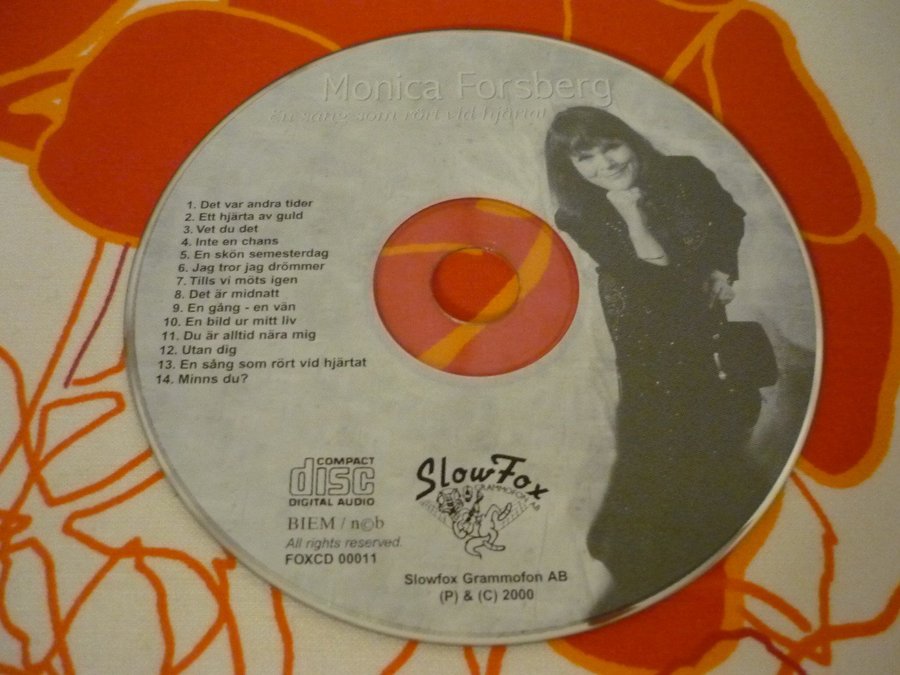 Monica Forsberg
En sång som rört vid hjärtat
1. Det var andra tider
2. Ett hjärta av guld
3. Vet du det
4. Inte en chans
5. En skön semesterdag
6. Jag tror jag drömmer
7. Tills vi möts igen
8. Det är midnatt
9. En gång - en vän
10. En bild ur mitt liv
11. Du är alltid nära mig
12. Utan dig
13. En sång som rört vid hjärtat
14. Minns du?
COMPACT
disc
DIGITAL AUDIO
BIEM / n©b
All rights reserved.
FOXCD 00011
SlowFox
GRAMMOFON AB
Slowfox Grammofon AB
(P) & (C) 2000